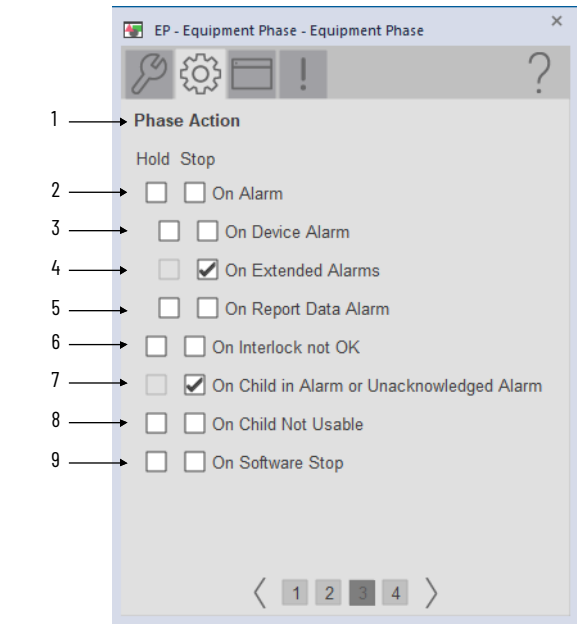 EP - Equipment Phase - Equipment Phase
1 Phase Action
Hold Stop
2 On Alarm
3 On Device Alarm
4 On Extended Alarms
5 On Report Data Alarm
6 On Interlock not OK
7 On Child in Alarm or Unacknowledged Alarm
8 On Child Not Usable
9 On Software Stop
1 2 3 4